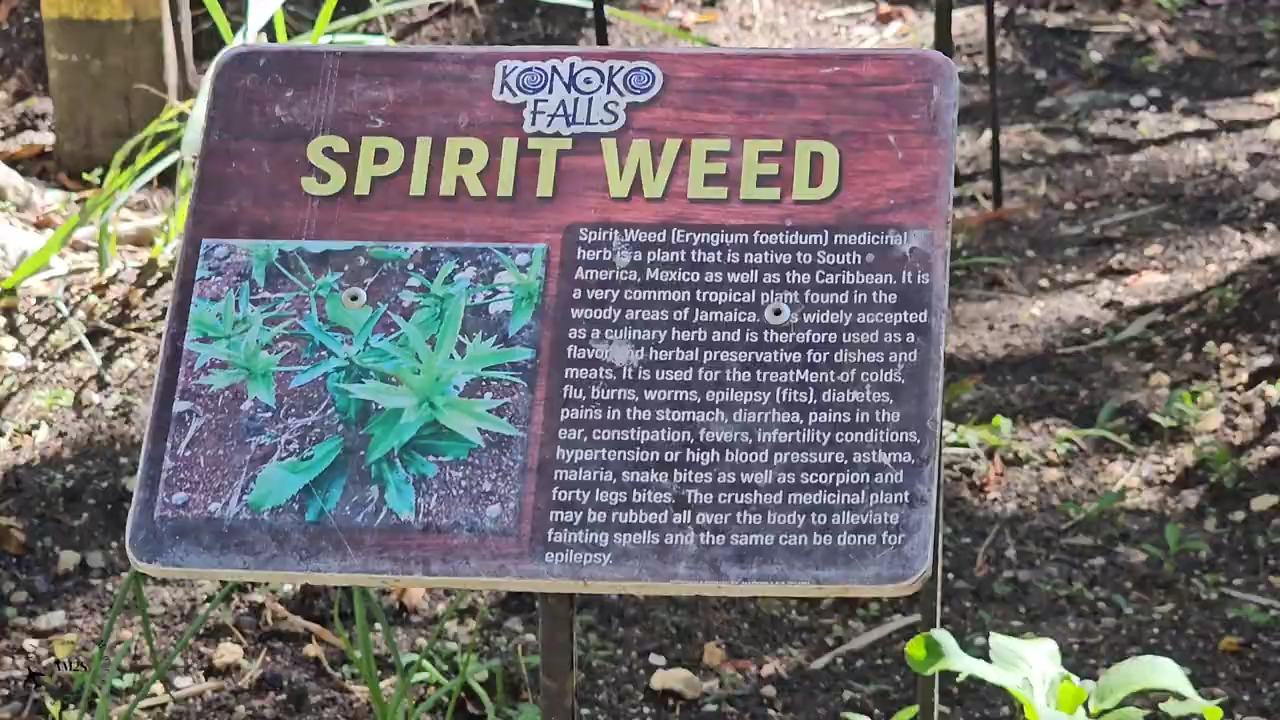 KONOKO
FALLS
SPIRIT WEED
Spirit Weed (Eryngium foetidum) medicinal
herb is a plant that is native to South
America, Mexico as well as the Caribbean. It is
a very common tropical plant found in the
woody areas of Jamaica. s widely accepted
as a culinary herb and is therefore used as a
flavor and herbal preservative for dishes and
meats. It is used for the treatMent of colds,
flu, burns, worms, epilepsy (fits), diabetes,
pains in the stomach, diarrhea, pains in the
ear, constipation, fevers, infertility conditions,
hypertension or high blood pressure, asthma,
malaria, snake bites as well as scorpion and
forty legs bites. The crushed medicinal plant
may be rubbed all over the body to alleviate
fainting spells and the same can be done for
epilepsy.